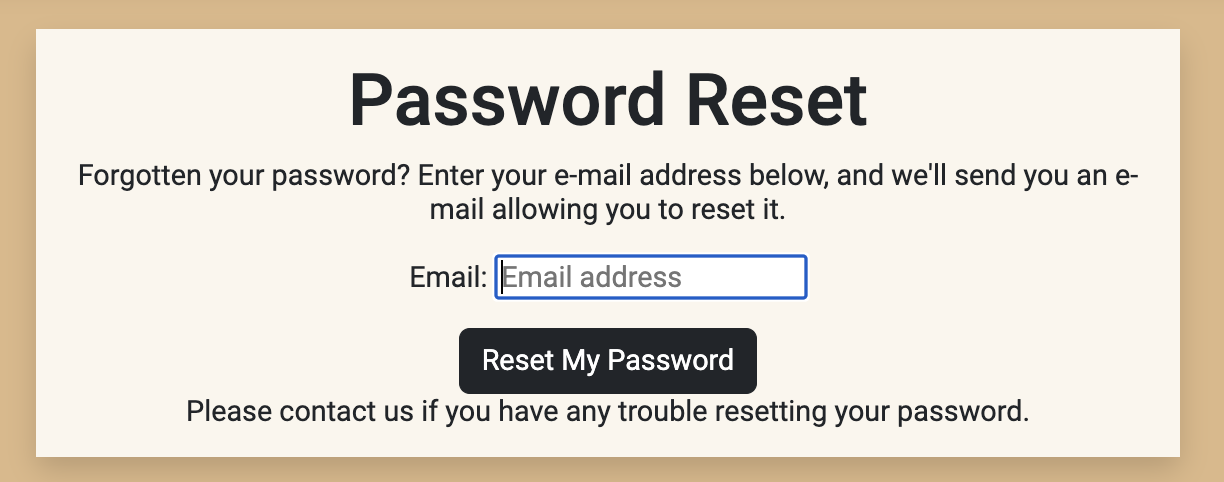 Password Reset
Forgotten your password? Enter your e-mail address below, and we'll send you an e-
mail allowing you to reset it.
Email: Email address
Reset My Password
Please contact us if you have any trouble resetting your password.